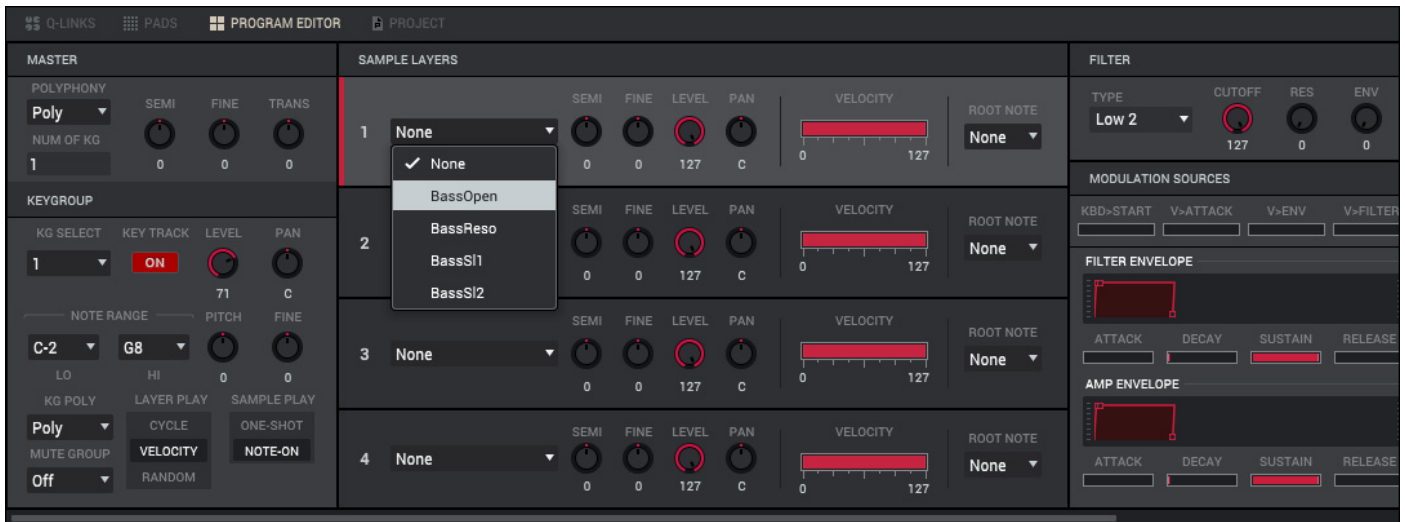 Q-LINKS PADS PROGRAM EDITOR PROJECT
MASTER
POLYPHONY
Poly
SEMI FINE TRANS
NUM OF KG
1
0 0 0
KEYGROUP
KG SELECT KEY TRACK LEVEL PAN
1 ON
71 C
NOTE RANGE PITCH FINE
C-2 G8
LO HI 0 0
KG POLY LAYER PLAY SAMPLE PLAY
Poly CYCLE ONE-SHOT
MUTE GROUP VELOCITY NOTE-ON
Off RANDOM
SAMPLE LAYERS
SEMI FINE LEVEL PAN VELOCITY ROOT NOTE
1 None None
0 0 127 C 0 127
None
BassOpen
BassReso
BassSl1
BassSl2
SEMI FINE LEVEL PAN VELOCITY ROOT NOTE
2 None
0 0 127 C 0 127
SEMI FINE LEVEL PAN VELOCITY ROOT NOTE
3 None None
0 0 127 C 0 127
SEMI FINE LEVEL PAN VELOCITY ROOT NOTE
4 None None
0 0 127 C 0 127
FILTER
TYPE CUTOFF RES ENV
Low 2
127 0 0
MODULATION SOURCES
KBD>START V>ATTACK V>ENV V>FILTER
FILTER ENVELOPE
ATTACK DECAY SUSTAIN RELEASE
AMP ENVELOPE
ATTACK DECAY SUSTAIN RELEASE